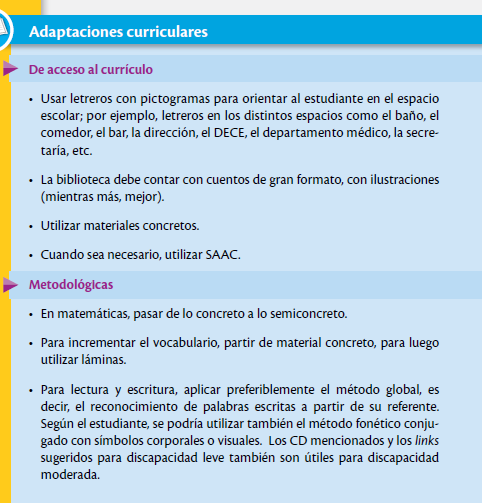 Adaptaciones curriculares
De acceso al currículo
• Usar letreros con pictogramas para orientar al estudiante en el espacio
escolar; por ejemplo, letreros en los distintos espacios como el baño, el
comedor, el bar, la dirección, el DECE, el departamento médico, la secre-
taría, etc.
• La biblioteca debe contar con cuentos de gran formato, con ilustraciones
(mientras más, mejor).
• Utilizar materiales concretos.
• Cuando sea necesario, utilizar SAAC.
Metodológicas
• En matemáticas, pasar de lo concreto a lo semiconcreto.
• Para incrementar el vocabulario, partir de material concreto, para luego
utilizar láminas.
• Para lectura y escritura, aplicar preferiblemente el método global, es
decir, el reconocimiento de palabras escritas a partir de su referente.
Según el estudiante, se podría utilizar también el método fonético conju-
gado con símbolos corporales o visuales. Los CD mencionados y los links
sugeridos para discapacidad leve también son útiles para discapacidad
moderada.